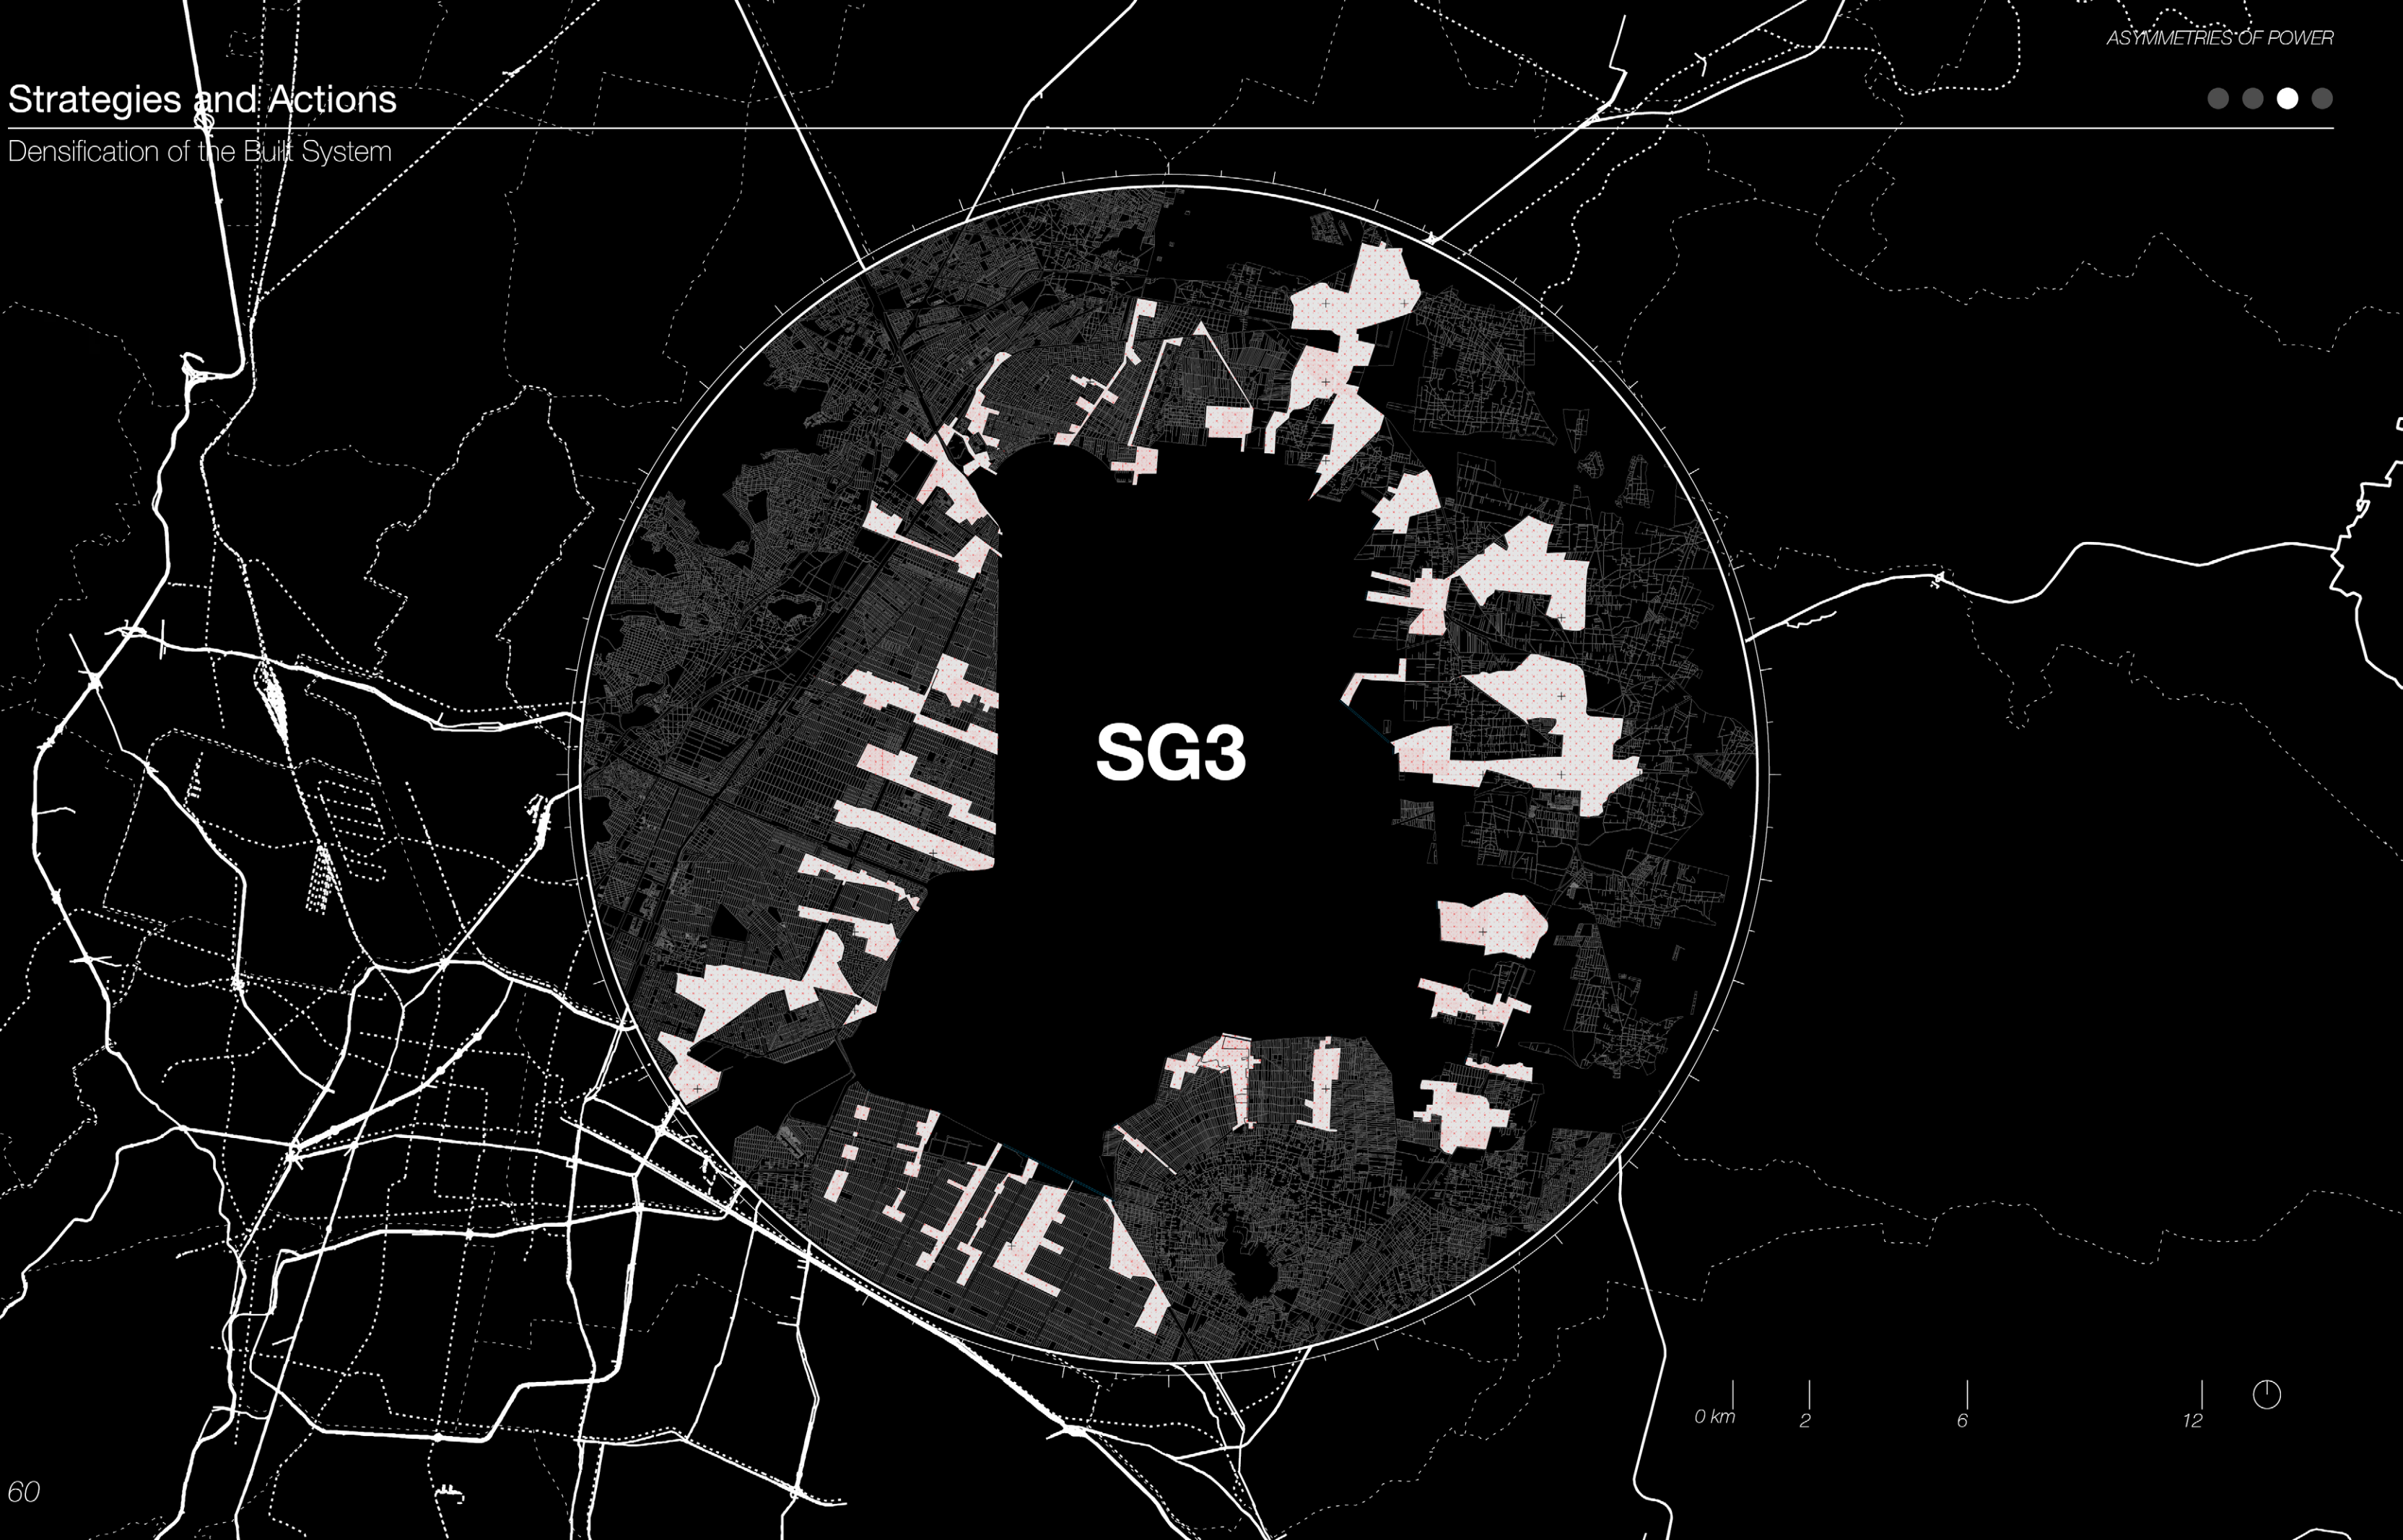 ASYMMETRIES OF POWER
Strategies and Actions
Densification of the Built System
SG3
0 km 2 6 12
60